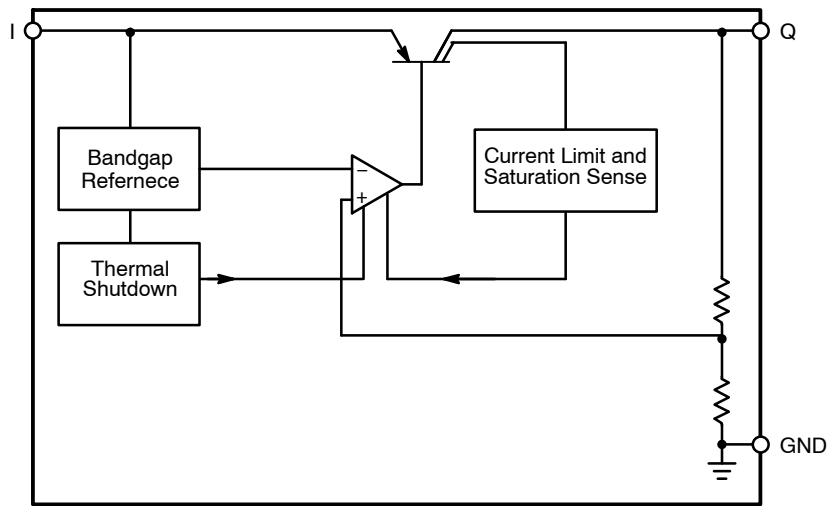 I
Q
Bandgap
Refernece
Current Limit and
Saturation Sense
−
+
Thermal
Shutdown
GND